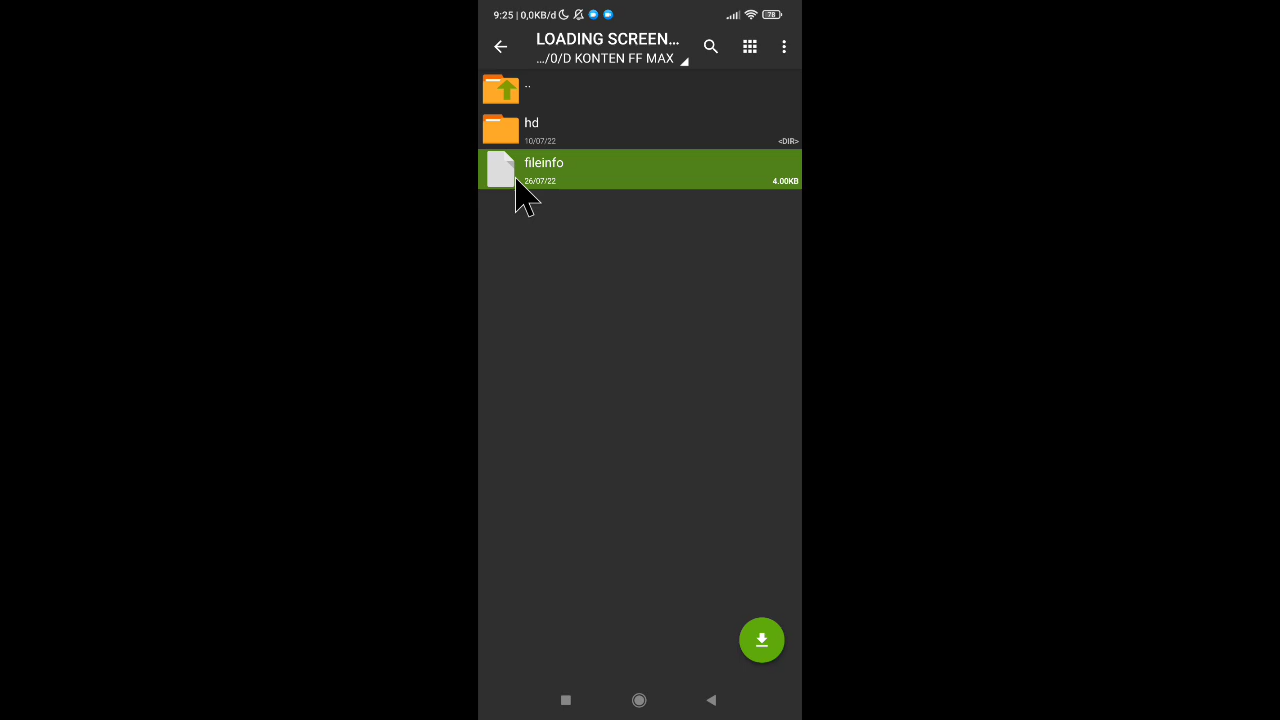 9:25 | 0,0KB/d
78
LOADING SCREEN...
.../0/D KONTEN FF MAX
..
hd
10/07/22
<DIR>
fileinfo
26/07/22
4.00KB